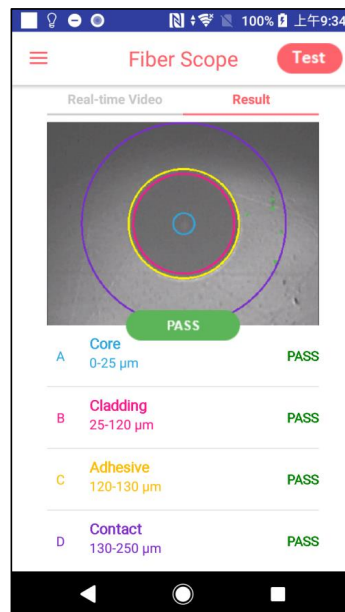 100% 上午9:34
Fiber Scope
Test
Real-time Video
Result
PASS
A
Core
0-25 μm
PASS
B
Cladding
25-120 μm
PASS
C
Adhesive
120-130 μm
PASS
D
Contact
130-250 μm
PASS